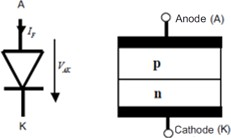 A
I_F
V_AK
K
Anode (A)
p
n
Cathode (K)